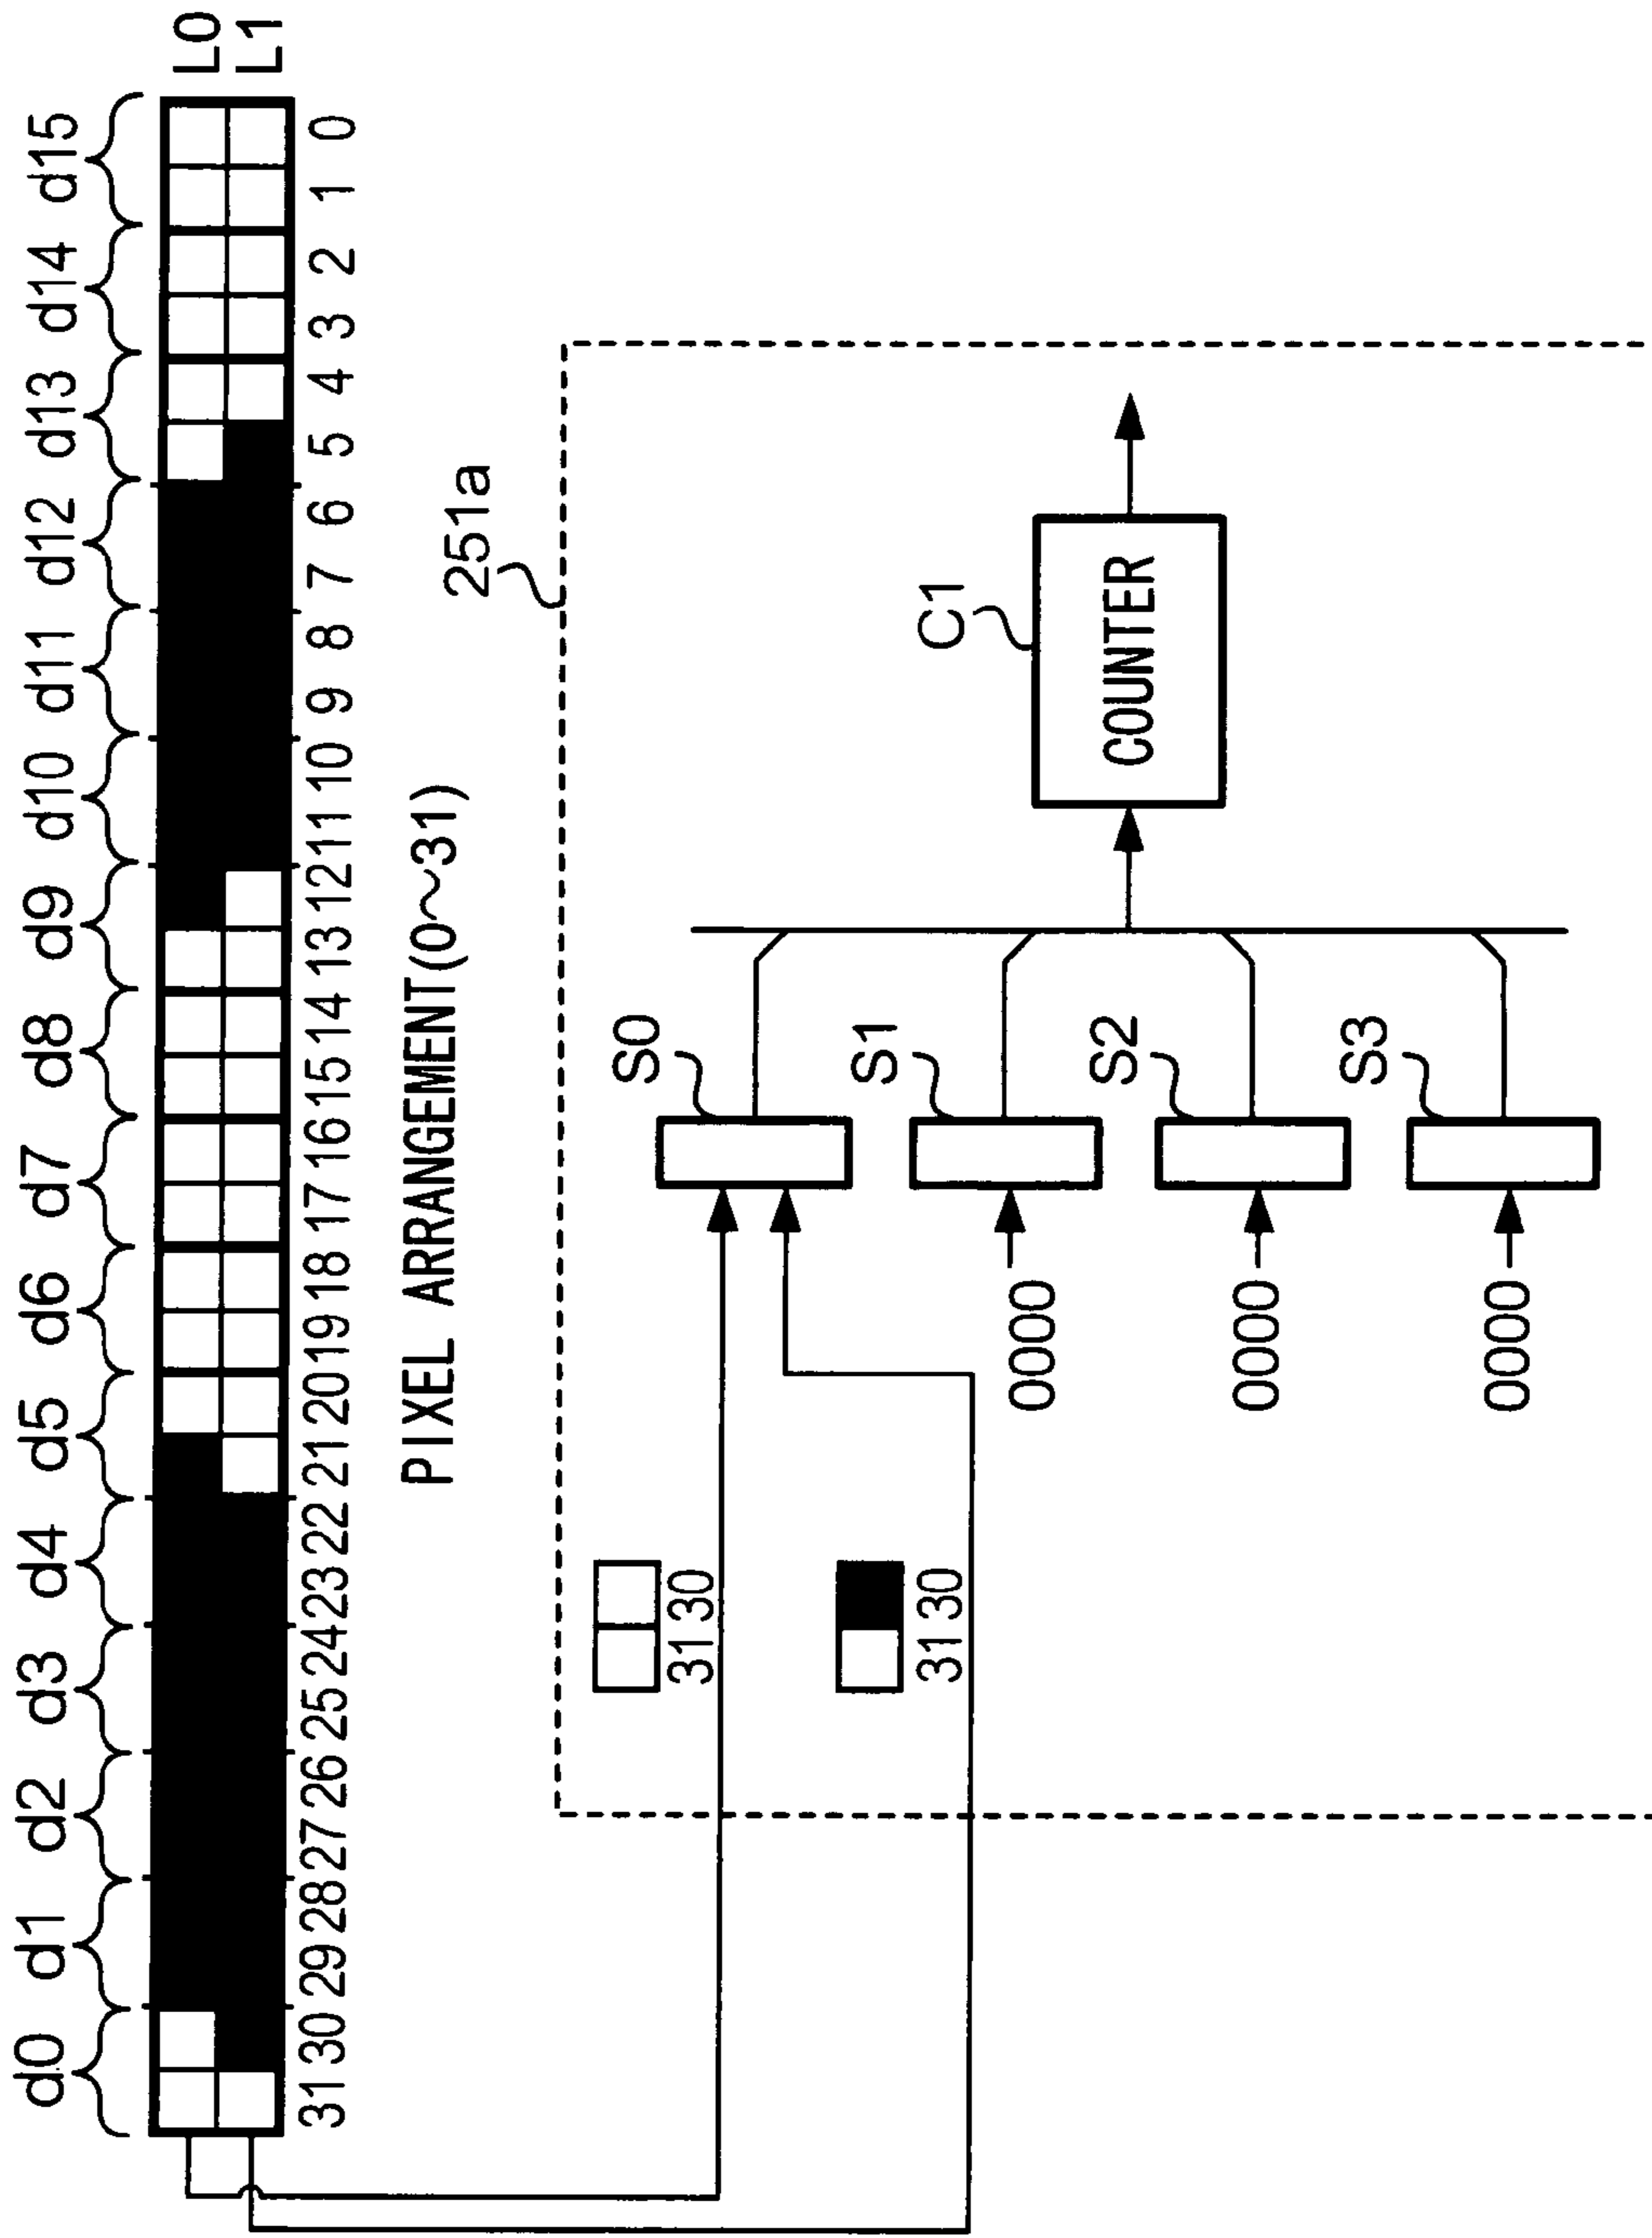 d0 d1 d2 d3 d4 d5 d6 d7 d8 d9 d10 d11 d12 d13 d14 d15
L0
L1
31 30 29 28 27 26 25 24 23 22 21 20 19 18 17 16 15 14 13 12 11 10 9 8 7 6 5 4 3 2 1 0
PIXEL ARRANGEMENT(0~31)
251a
31 30
S0
31 30
S1
0000
C1
COUNTER
S2
0000
S3
0000